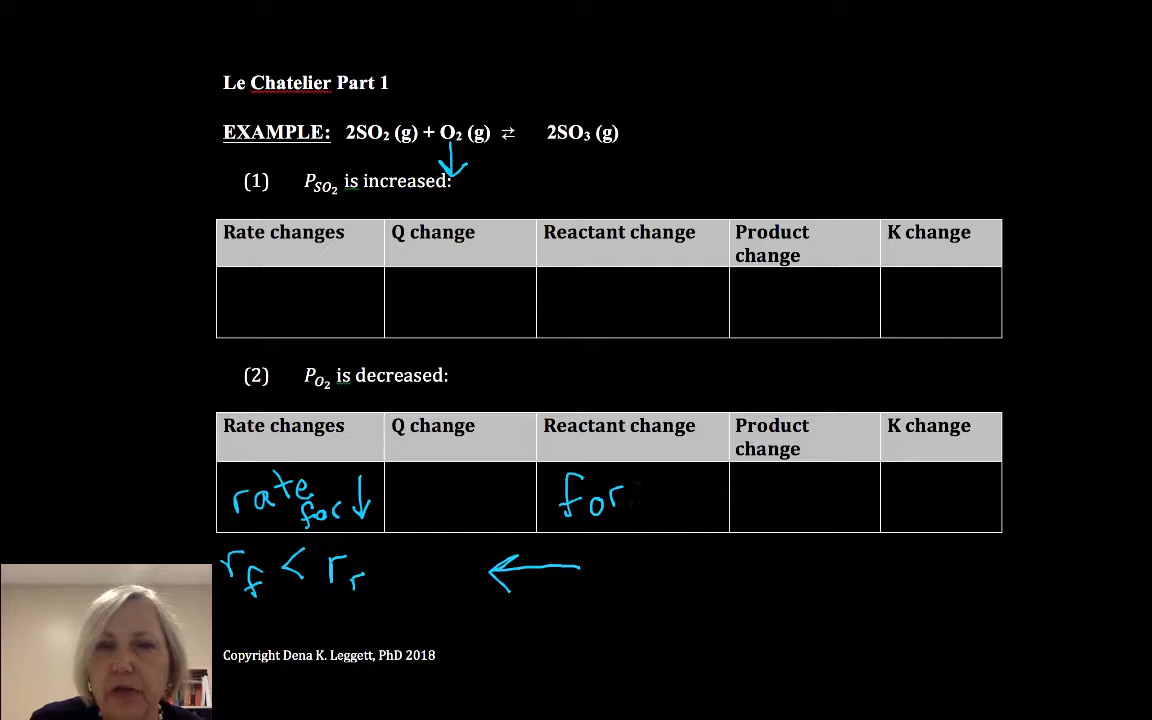 Le Chatelier Part 1
EXAMPLE: 2SO₂ (g) + O₂ (g) ⇄ 2SO₃ (g)
(1) P_SO₂ is increased:
Rate changes Q change Reactant change Product change K change
(2) P_O₂ is decreased:
Rate changes Q change Reactant change Product change K change
rate for ↓ for
r_f < r_r ←
Copyright Dena K. Leggett, PhD 2018